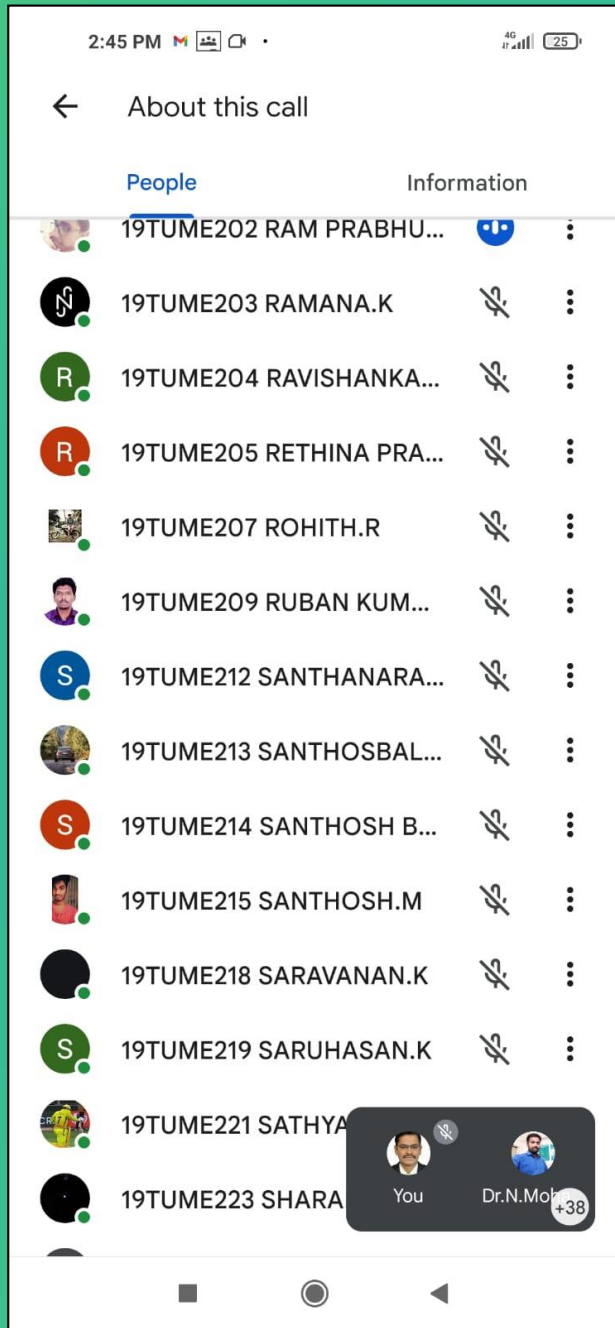 2:45 PM
4G
25
About this call
People
Information
19TUME202 RAM PRABHU...
19TUME203 RAMANA.K
R
19TUME204 RAVISHANKA...
R
19TUME205 RETHINA PRA...
19TUME207 ROHITH.R
19TUME209 RUBAN KUM...
S
19TUME212 SANTHANARA...
19TUME213 SANTHOSBAL...
S
19TUME214 SANTHOSH B...
19TUME215 SANTHOSH.M
19TUME218 SARAVANAN.K
S
19TUME219 SARUHASAN.K
19TUME221 SATHYA
19TUME223 SHARA
You
Dr.N.Moha
+38